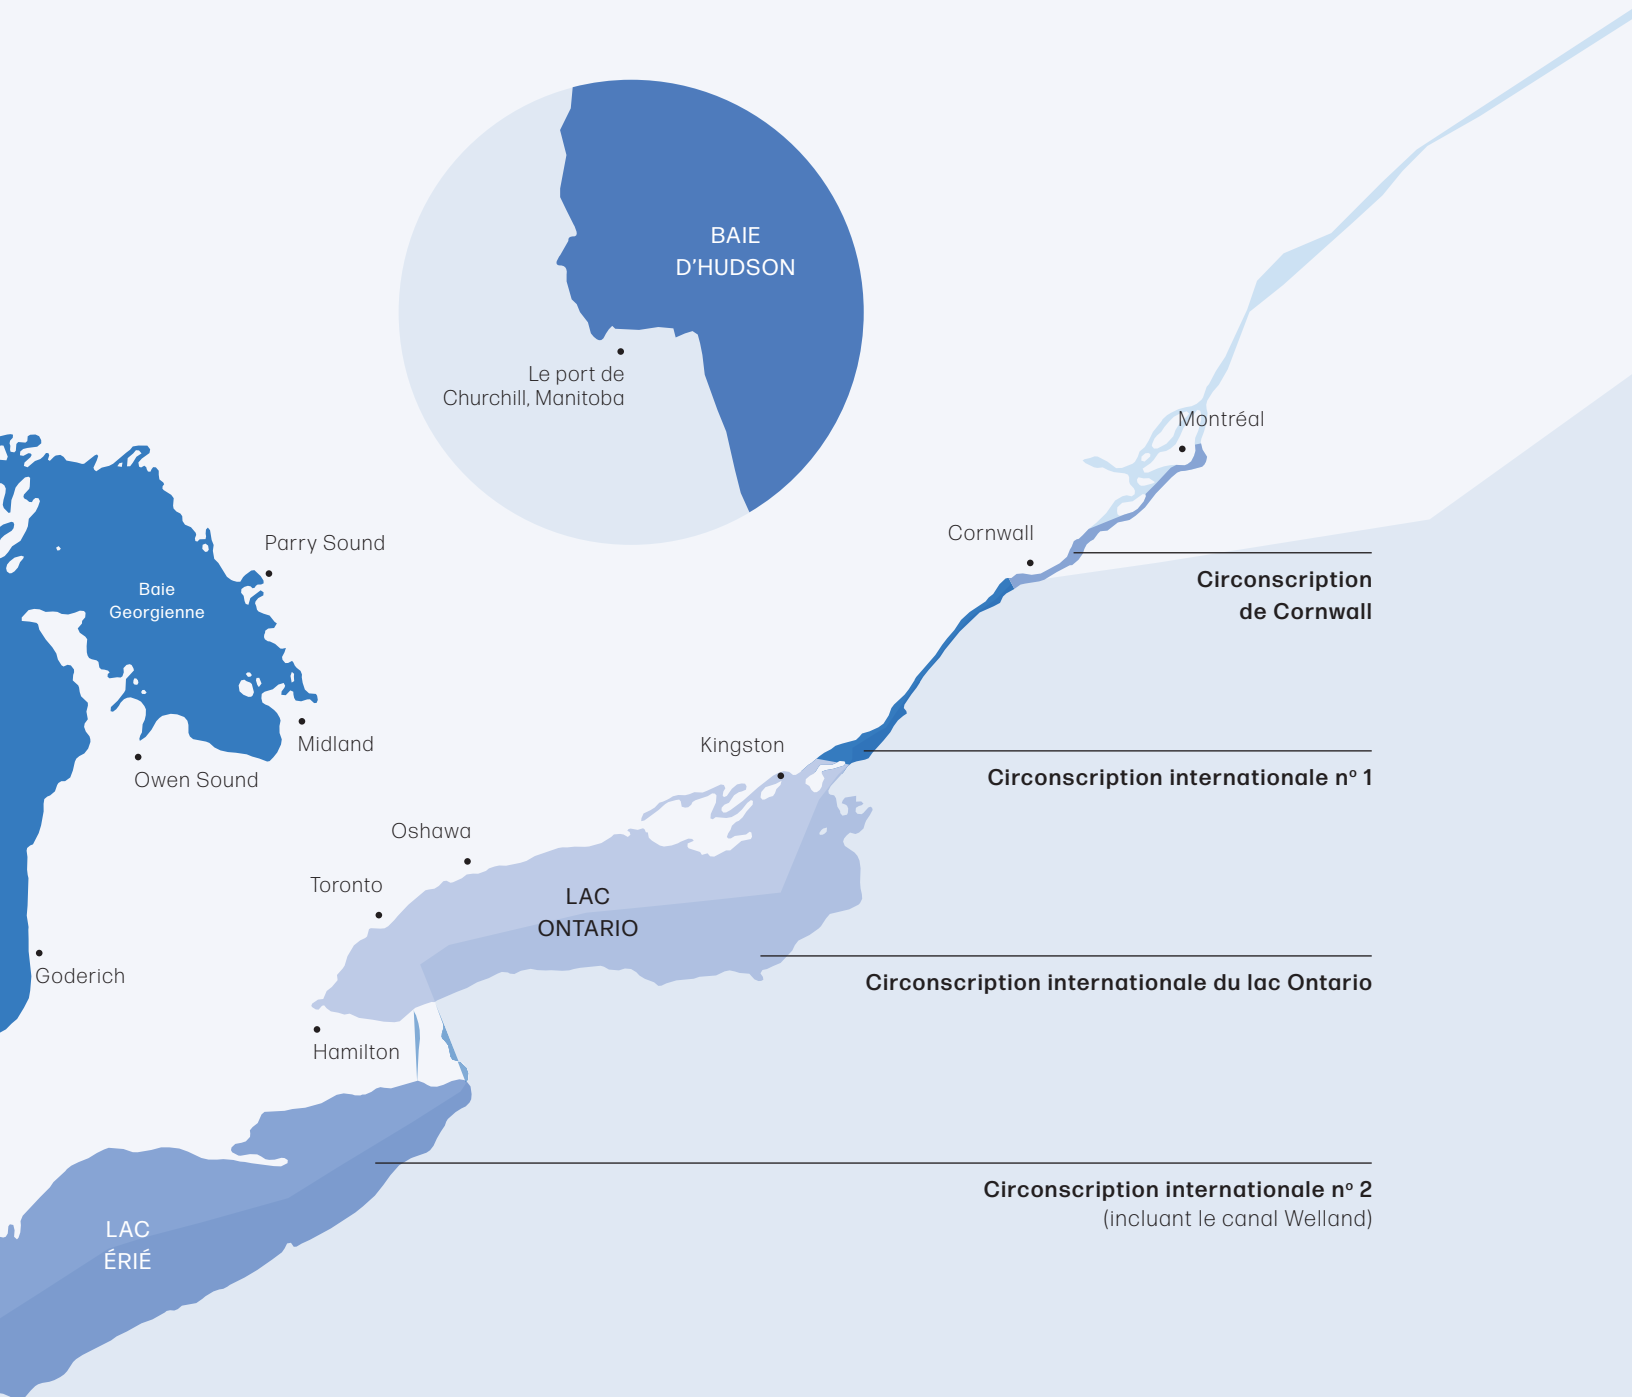 BAIE
D'HUDSON
Le port de
Churchill, Manitoba
Montréal
Cornwall
Circonscription
de Cornwall
Parry Sound
Baie
Georgienne
Midland
Owen Sound
Kingston
Circonscription internationale nº 1
Oshawa
Toronto
LAC
ONTARIO
Goderich
Circonscription internationale du lac Ontario
Hamilton
Circonscription internationale nº 2
(incluant le canal Welland)
LAC
ÉRIÉ